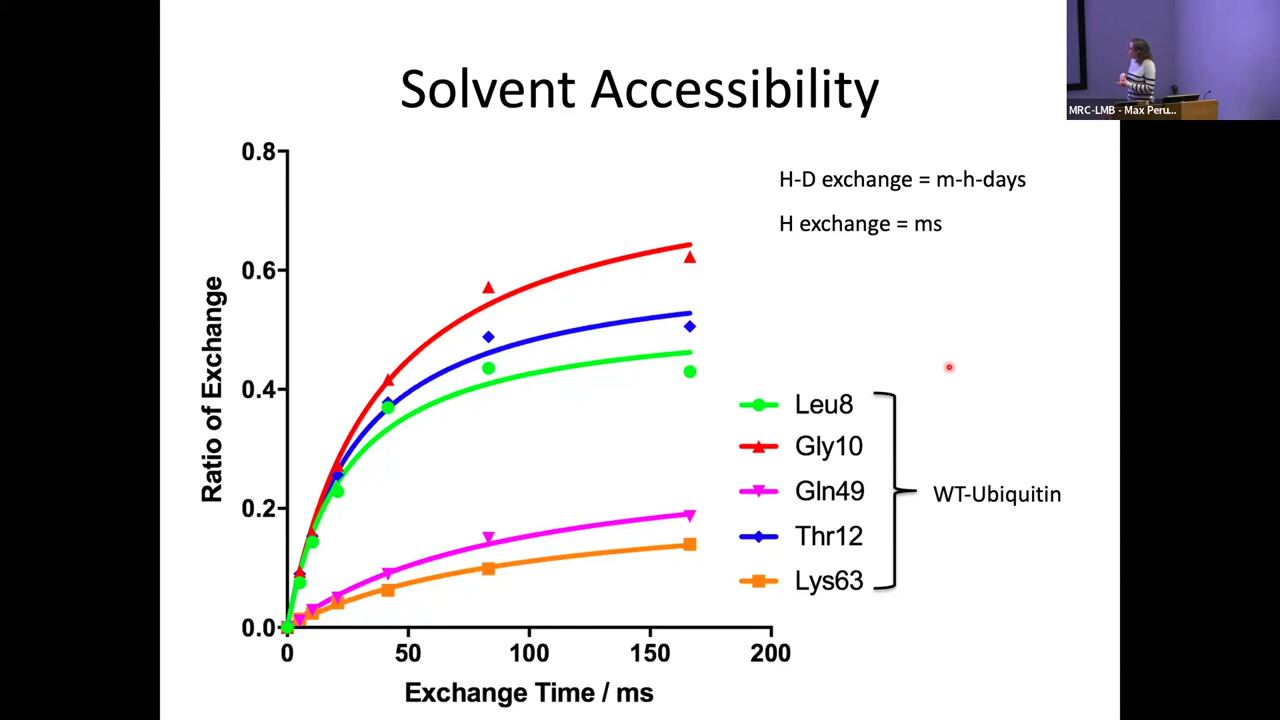 Solvent Accessibility
MRC-LMB - Max Peru...
H-D exchange = m-h-days
H exchange = ms
0.8
0.6
0.4
0.2
0.0
Ratio of Exchange
0 50 100 150 200
Exchange Time / ms
Leu8
Gly10
Gln49
Thr12
Lys63
WT-Ubiquitin